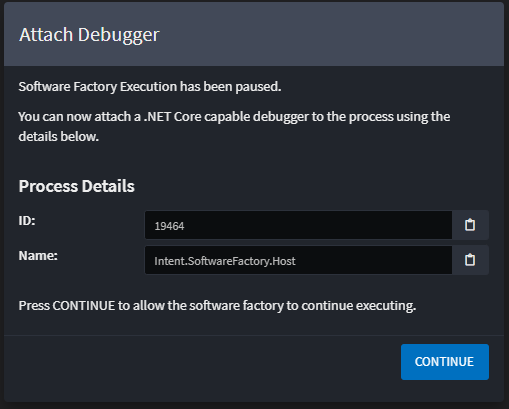 Attach Debugger
Software Factory Execution has been paused.
You can now attach a .NET Core capable debugger to the process using the
details below.
Process Details
ID:
19464
Name:
Intent.SoftwareFactory.Host
Press CONTINUE to allow the software factory to continue executing.
CONTINUE